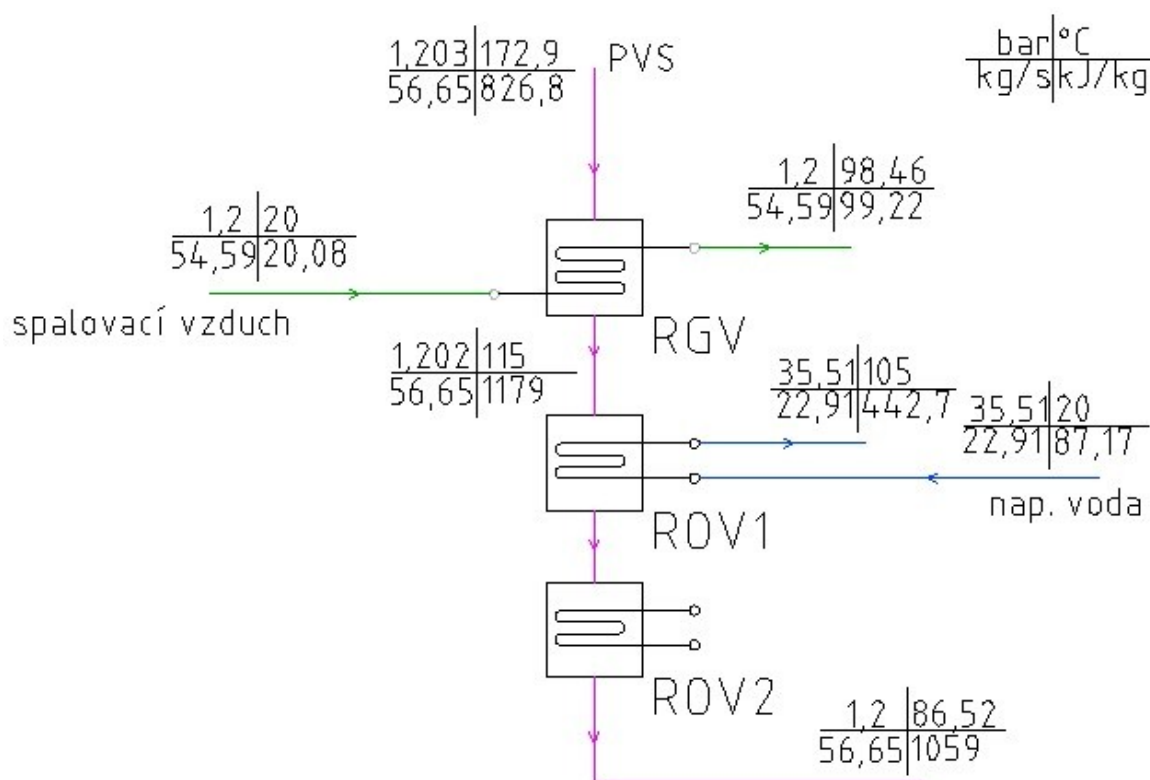 1,203 172,9
56,65 826,8
PVS
bar °C
kg/s kJ/kg
1,2 98,46
54,59 99,22
1,2 20
54,59 20,08
spalovací vzduch
RGV
1,202 115
56,65 1179
35,51 105
22,91 442,7
35,51 20
22,91 87,17
nap. voda
ROV1
ROV2
1,2 86,52
56,65 1059